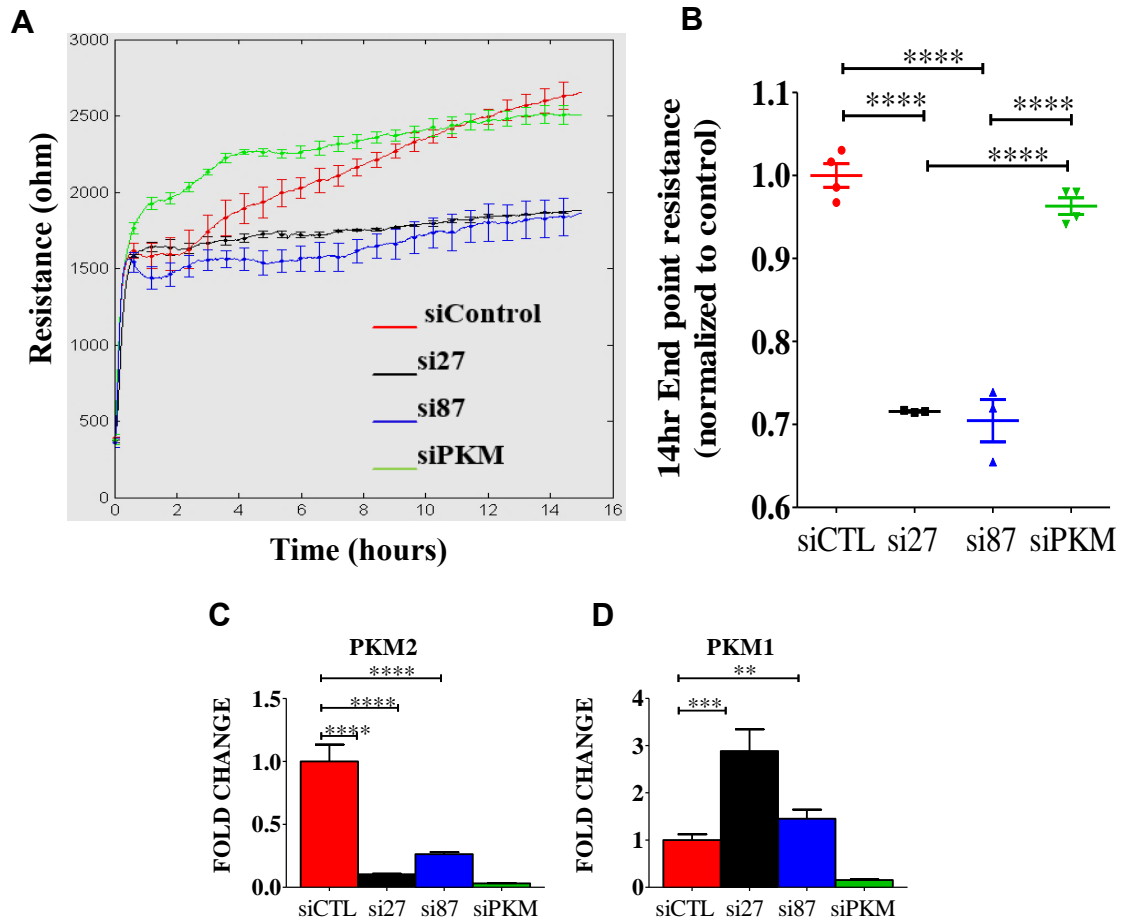 A
3000
2500
2000
1500
1000
500
0
0 2 4 6 8 10 12 14 16
Resistance (ohm)
Time (hours)
siControl
si27
si87
siPKM
B
****
**** ****
****
1.1
1.0
0.9
0.8
0.7
0.6
14hr End point resistance
(normalized to control)
siCTL si27 si87 siPKM
C
PKM2
****
****
****
1.5
1.0
0.5
0.0
FOLD CHANGE
siCTL si27 si87 siPKM
D
PKM1
**
***
4
3
2
1
0
FOLD CHANGE
siCTL si27 si87 siPKM